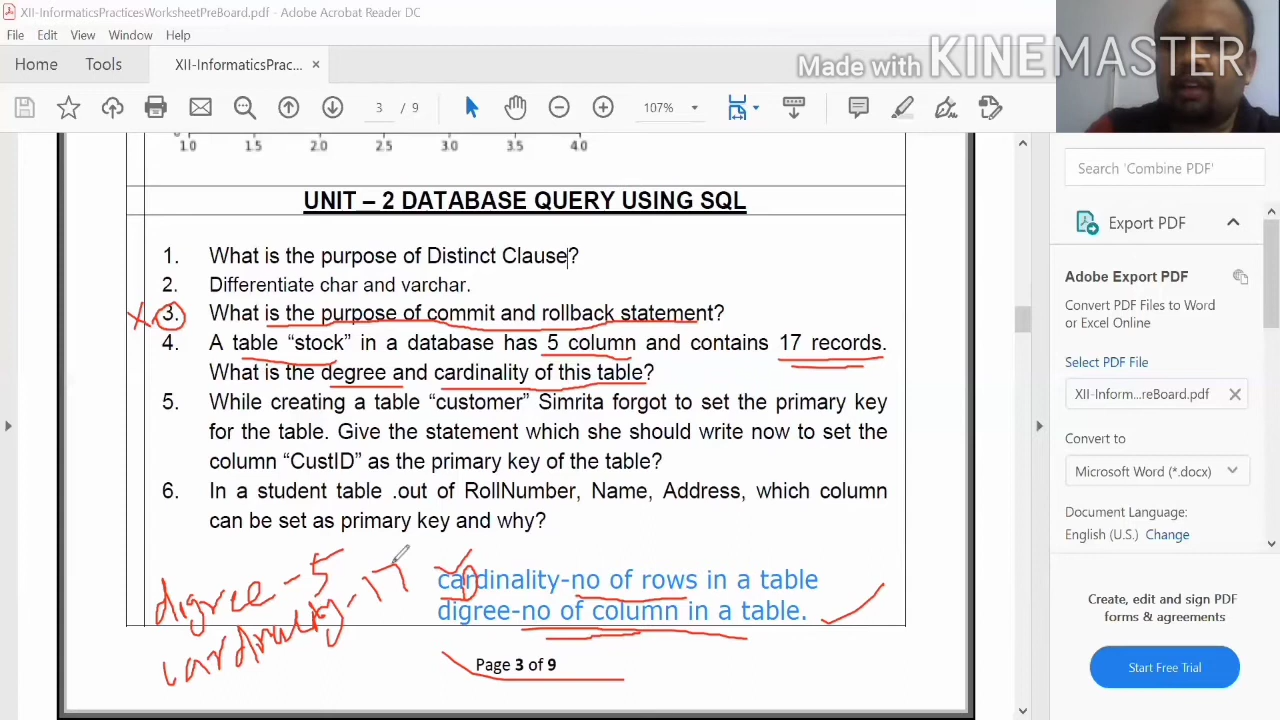 XII-InformaticsPracticesWorksheetPreBoard.pdf - Adobe Acrobat Reader DC
File Edit View Window Help
Made with KINEMASTER
Home Tools XII-InformaticsPrac... ×
3 / 9 107%
1.0 1.5 2.0 2.5 3.0 3.5 4.0
Search 'Combine PDF'
UNIT – 2 DATABASE QUERY USING SQL
Export PDF
1. What is the purpose of Distinct Clause?
2. Differentiate char and varchar.
X 3. What is the purpose of commit and rollback statement?
4. A table “stock” in a database has 5 column and contains 17 records.
What is the degree and cardinality of this table?
5. While creating a table “customer” Simrita forgot to set the primary key
for the table. Give the statement which she should write now to set the
column “CustID” as the primary key of the table?
6. In a student table .out of RollNumber, Name, Address, which column
can be set as primary key and why?
digree - 5
cardinality - 17
cardinality-no of rows in a table
digree-no of column in a table.
Page 3 of 9
Adobe Export PDF
Convert PDF Files to Word
or Excel Online
Select PDF File
XII-Inform...reBoard.pdf
Convert to
Microsoft Word (*.docx)
Document Language:
English (U.S.) Change
Create, edit and sign PDF
forms & agreements
Start Free Trial